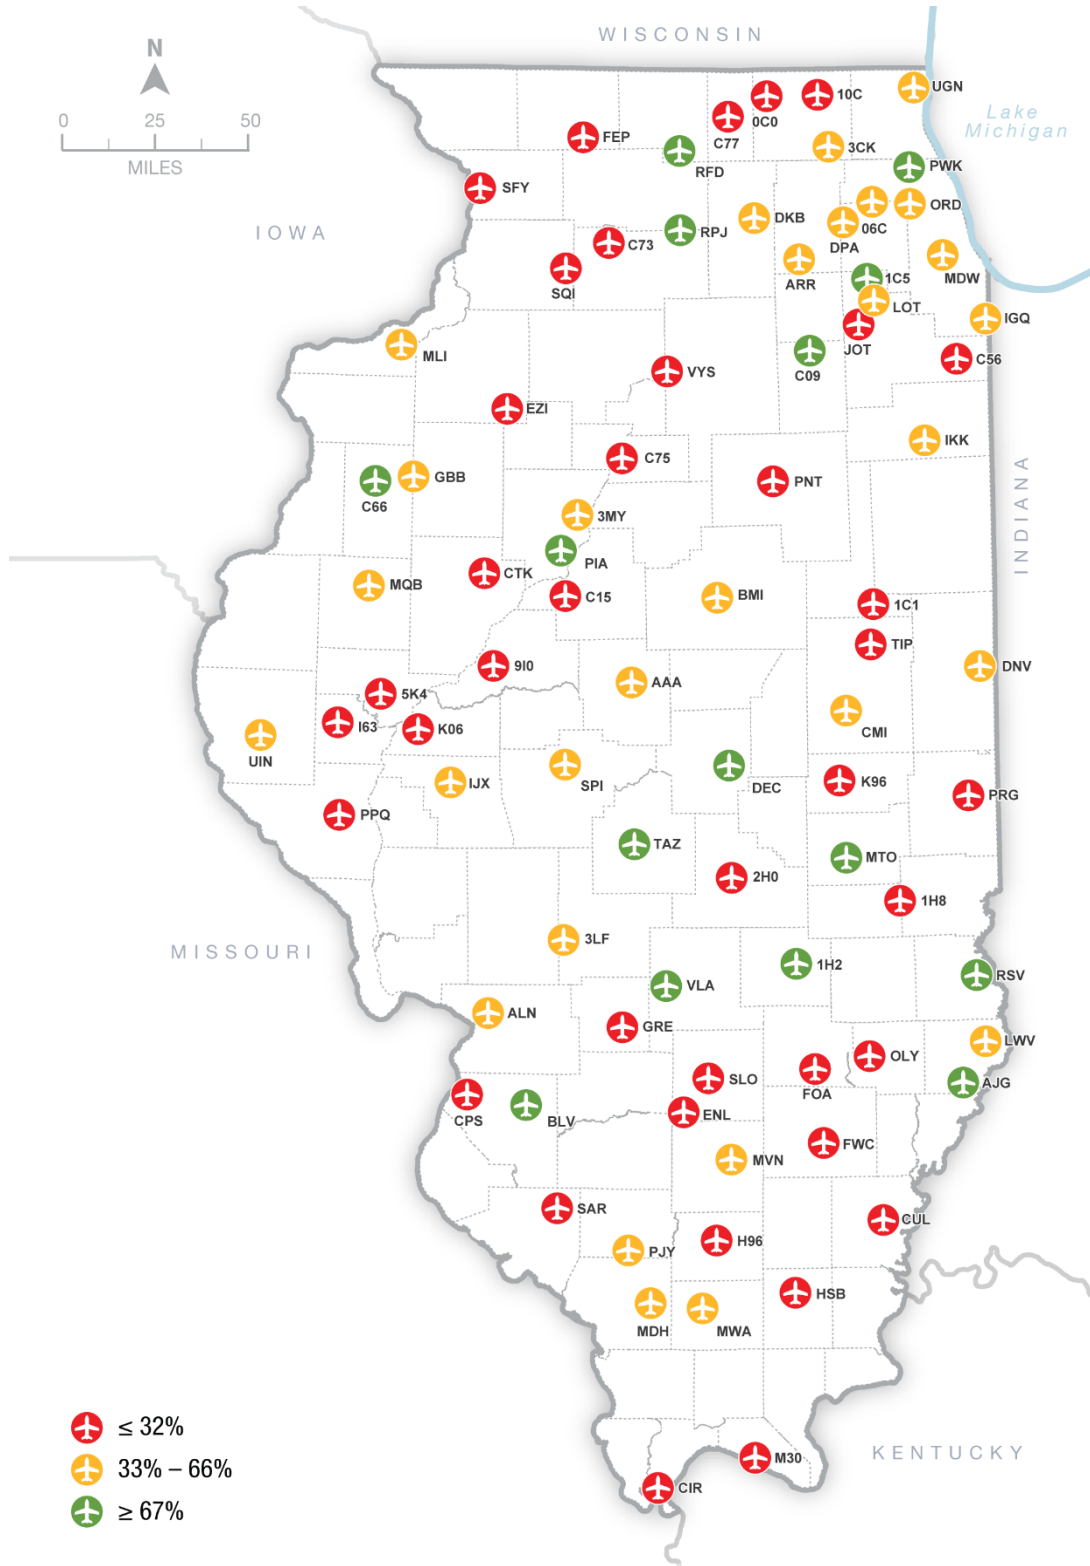 WISCONSIN
N
0 25 50
MILES
Lake
Michigan
UGN
10C
0C0
C77
FEP
3CK
RFD
PWK
SFY
ORD
DKB
06C
IOWA
RPJ
DPA
C73
MDW
ARR
1C5
SQI
LOT
IGQ
JOT
MLI
C56
C09
VYS
EZI
IKK
C75
GBB
PNT
C66
INDIANA
3MY
PIA
CTK
MQB
C15
BMI
1C1
TIP
9I0
DNV
AAA
5K4
I63
K06
CMI
UIN
IJX
SPI
DEC
K96
PRG
PPQ
TAZ
MTO
2H0
1H8
3LF
MISSOURI
1H2
RSV
VLA
ALN
GRE
LWV
OLY
SLO
FOA
AJG
CPS
BLV
ENL
FWC
MVN
SAR
CUL
H96
PJY
HSB
MDH
MWA
≤ 32%
KENTUCKY
M30
33% – 66%
CIR
≥ 67%